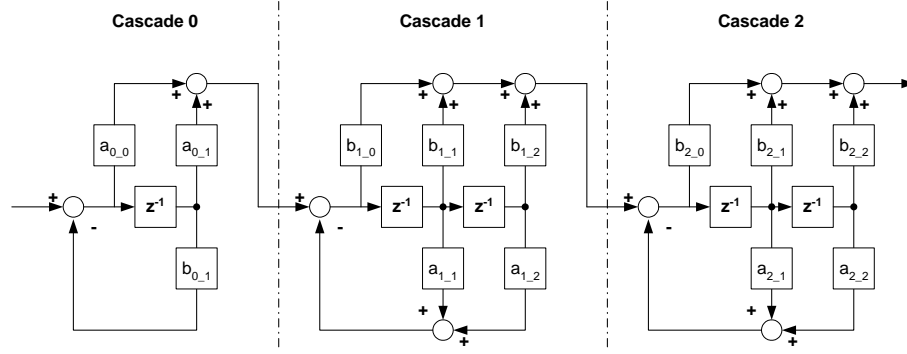 Cascade 0
Cascade 1
Cascade 2
+
+
+
+
+
+
+
+
+
+
a0_0
a0_1
b1_0
b1_1
b1_2
b2_0
b2_1
b2_2
+
z-1
+
z-1
z-1
+
z-1
z-1
-
-
-
b0_1
a1_1
a1_2
a2_1
a2_2
+
+
+
+